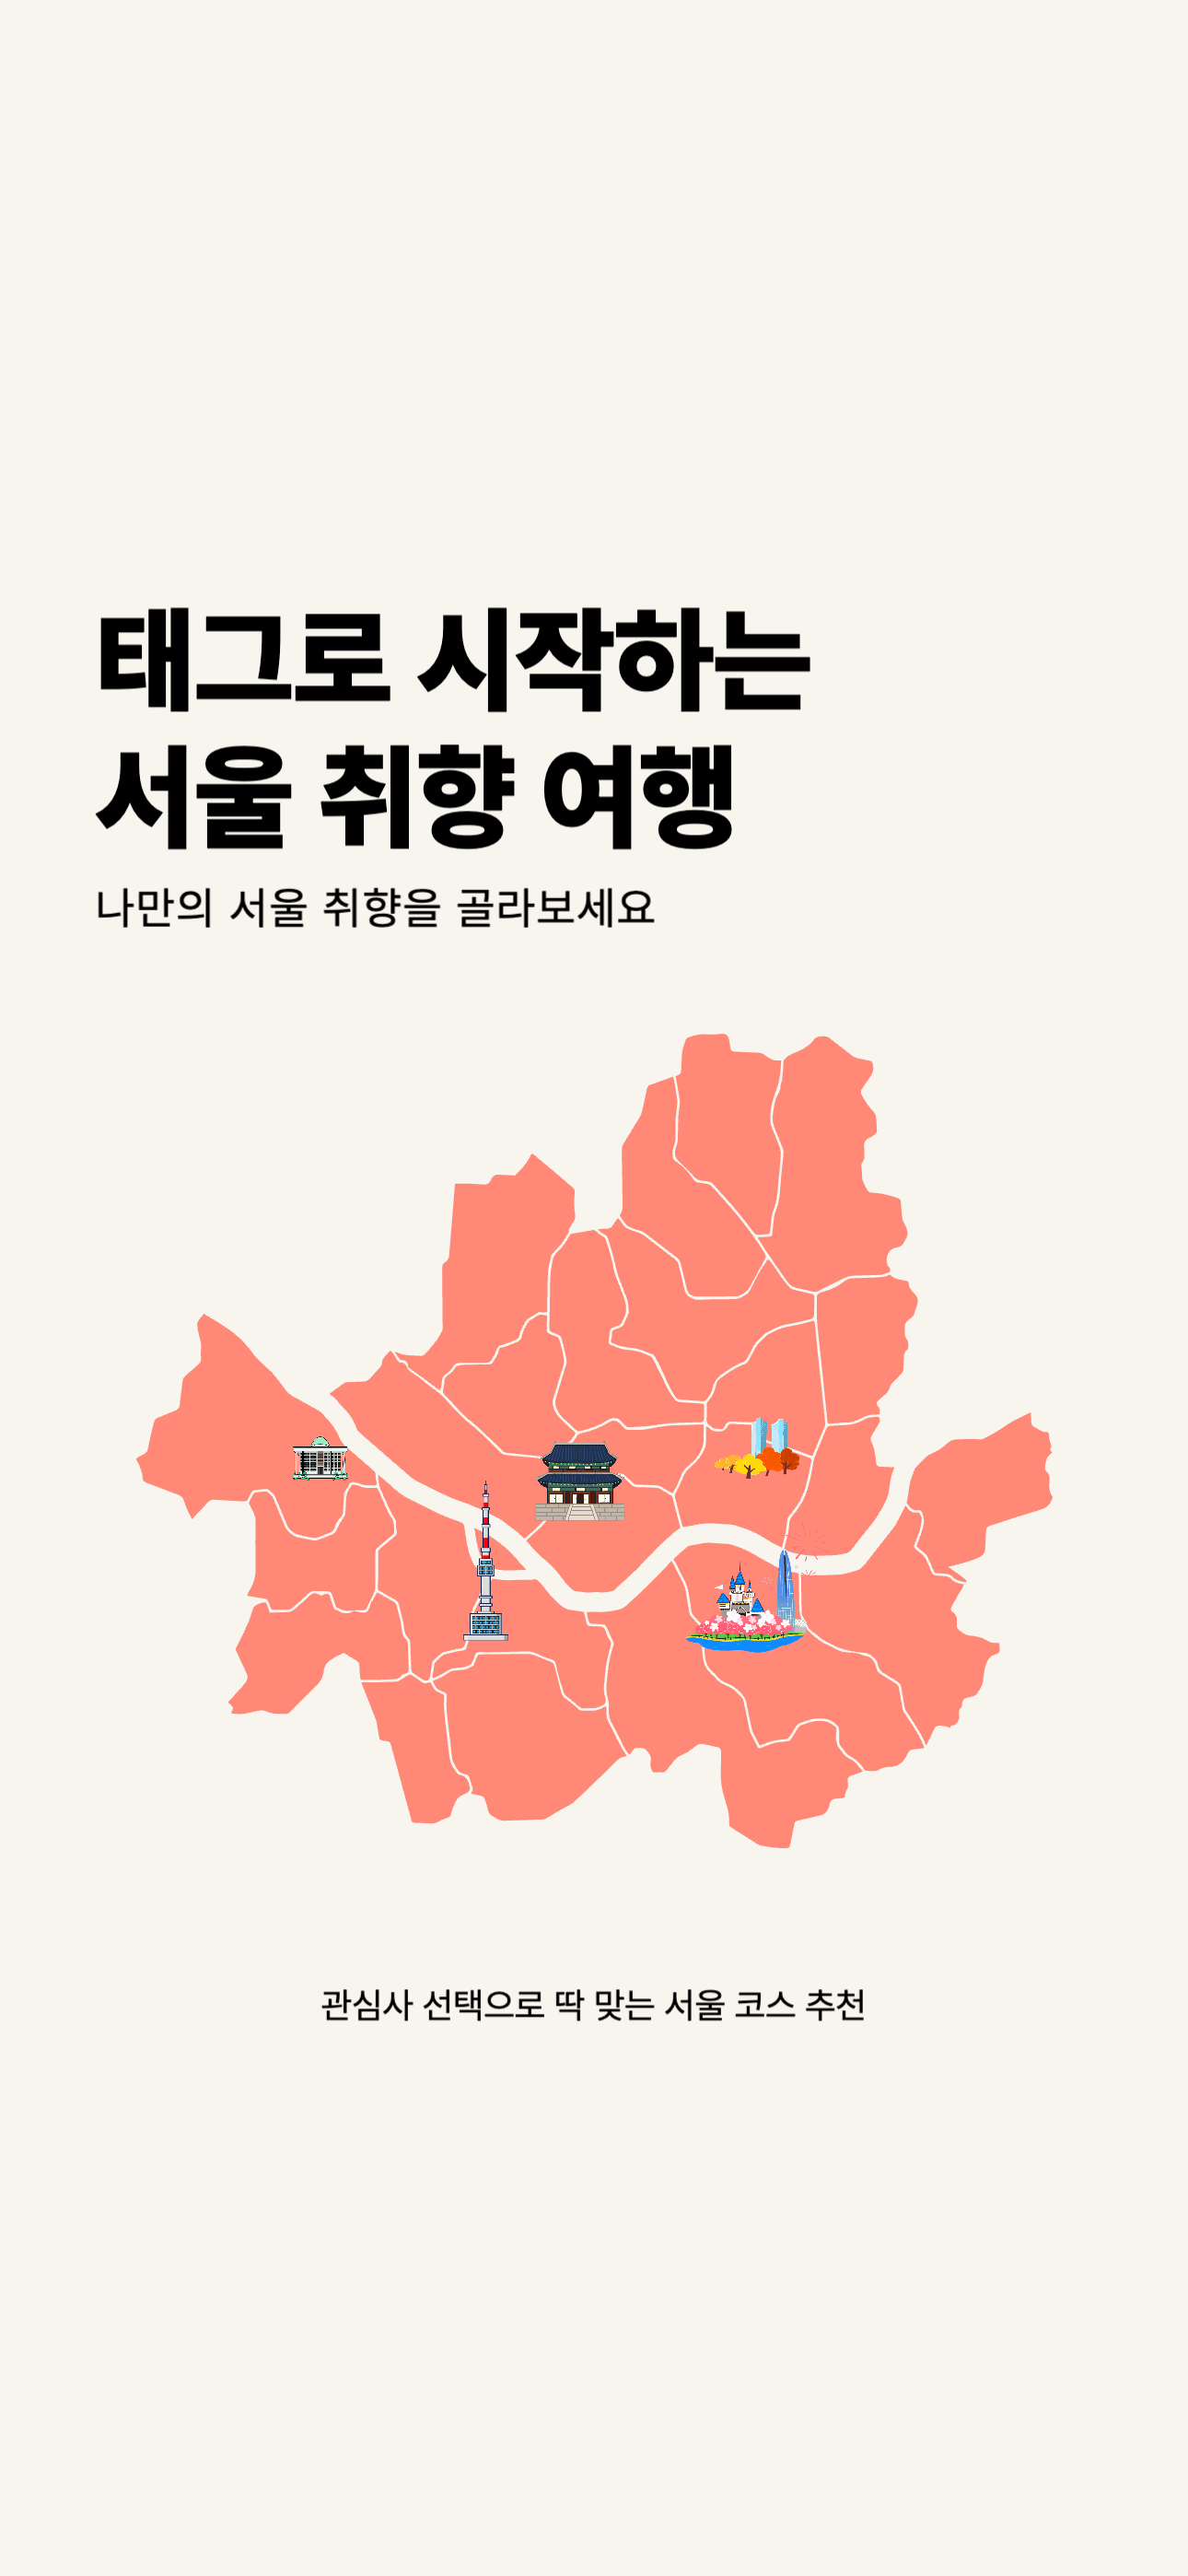 태그로 시작하는
서울 취향 여행
나만의 서울 취향을 골라보세요
관심사 선택으로 딱 맞는 서울 코스 추천